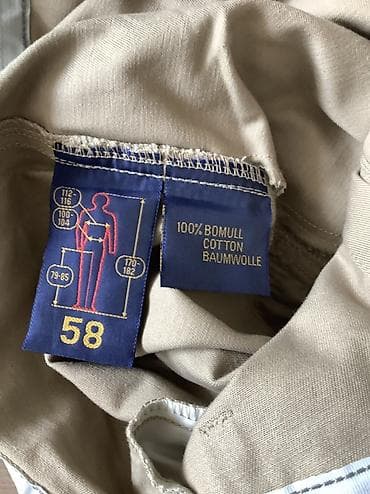 112-
116
100-
104
170-
182
79-85
58
100% BOMULL
COTTON
BAUMWOLLE